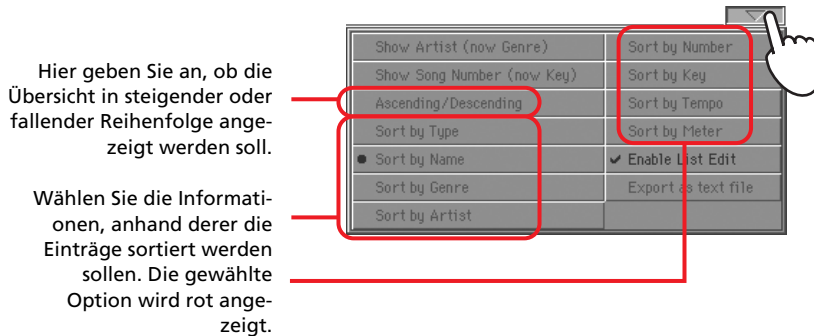 Hier geben Sie an, ob die
Übersicht in steigender oder
fallender Reihenfolge ange-
zeigt werden soll.
Wählen Sie die Informati-
onen, anhand derer die
Einträge sortiert werden
sollen. Die gewählte
Option wird rot ange-
zeigt.
Show Artist (now Genre)
Show Song Number (now Key)
Ascending/Descending
Sort by Type
Sort by Name
Sort by Genre
Sort by Artist
Sort by Number
Sort by Key
Sort by Tempo
Sort by Meter
Enable List Edit
Export as text file